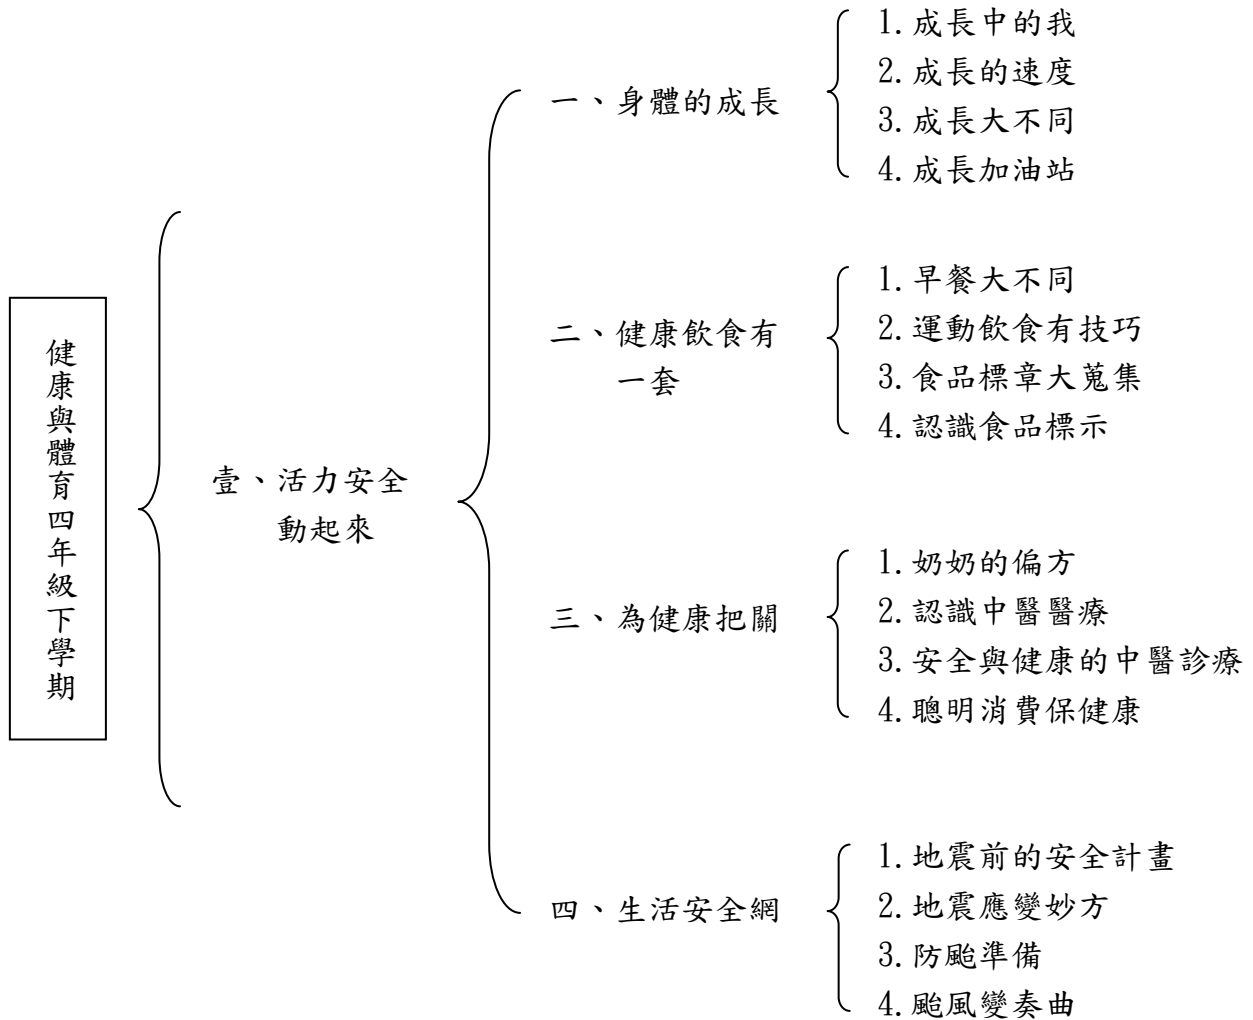 健康與體育四年級下學期
壹、活力安全
動起來
一、身體的成長
1.成長中的我
2.成長的速度
3.成長大不同
4.成長加油站
二、健康飲食有
一套
1.早餐大不同
2.運動飲食有技巧
3.食品標章大蒐集
4.認識食品標示
三、為健康把關
1.奶奶的偏方
2.認識中醫醫療
3.安全與健康的中醫診療
4.聰明消費保健康
四、生活安全網
1.地震前的安全計畫
2.地震應變妙方
3.防颱準備
4.颱風變奏曲